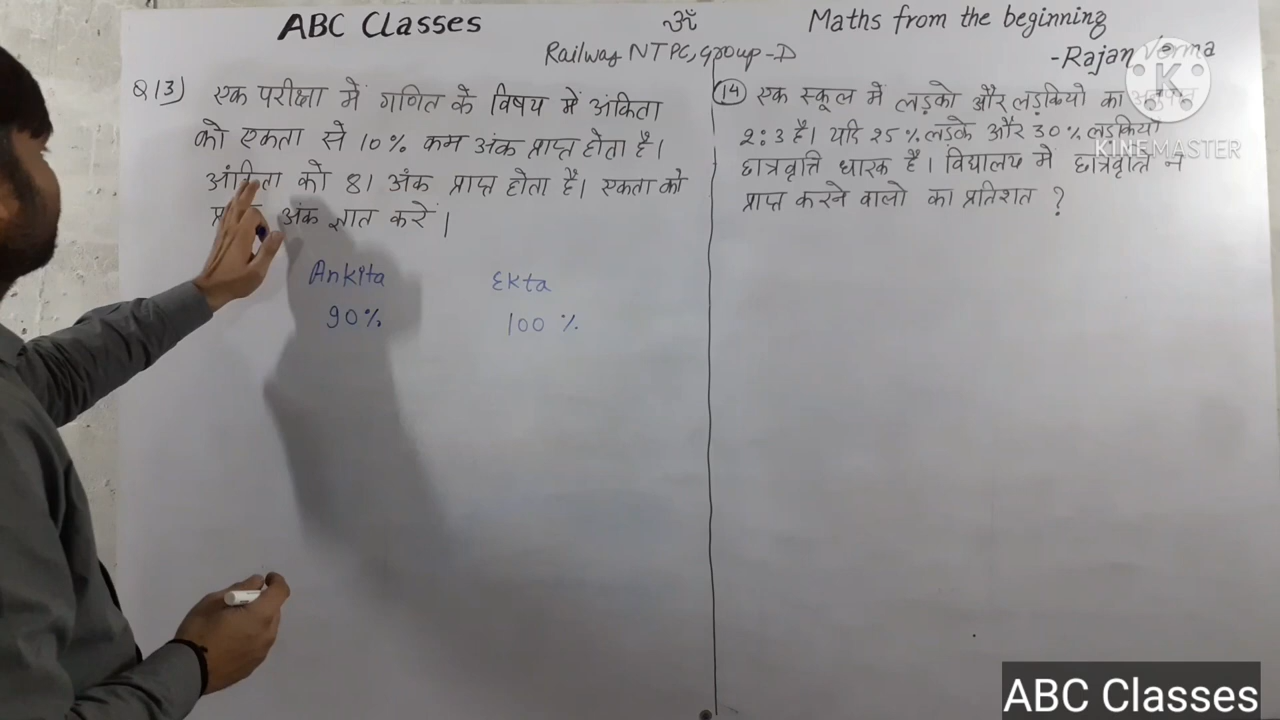 ABC Classes
ॐ
Maths from the beginning
Railway NTPC, Group-D
-Rajan Verma
Q 13) एक परीक्षा में गणित के विषय में अंकिता
को एकता से 10% कम अंक प्राप्त होता है।
अंकिता को 81 अंक प्राप्त होता है। एकता को
अंक ज्ञात करें।
Ankita Ekta
90% 100 %
14 एक स्कूल में लड़को और लड़कियो का
2:3 है। यदि 25% लड़के और 30% लड़कियाँ
छात्रवृत्ति धारक है। विद्यालय में छात्रवृत्ति ने
प्राप्त करने वालो का प्रतिशत ?
K
KINEMASTER
ABC Classes